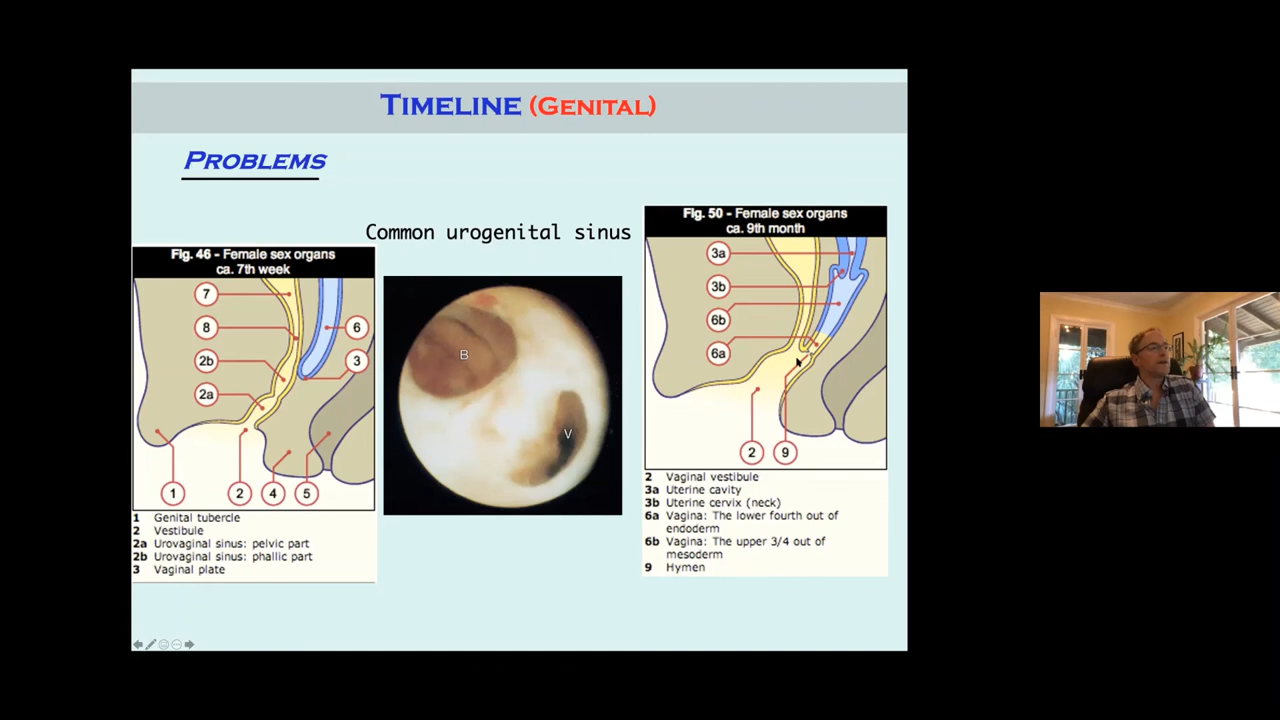 TIMELINE (GENITAL)
PROBLEMS
Common urogenital sinus
Fig. 46 - Female sex organs
ca. 7th week
7
8
6
2b
3
2a
1
2
4
5
1 Genital tubercle
2 Vestibule
2a Urovaginal sinus: pelvic part
2b Urovaginal sinus: phallic part
3 Vaginal plate
B
V
Fig. 50 - Female sex organs
ca. 9th month
3a
3b
6b
6a
2
9
2 Vaginal vestibule
3a Uterine cavity
3b Uterine cervix (neck)
6a Vagina: The lower fourth out of
endoderm
6b Vagina: The upper 3/4 out of
mesoderm
9 Hymen